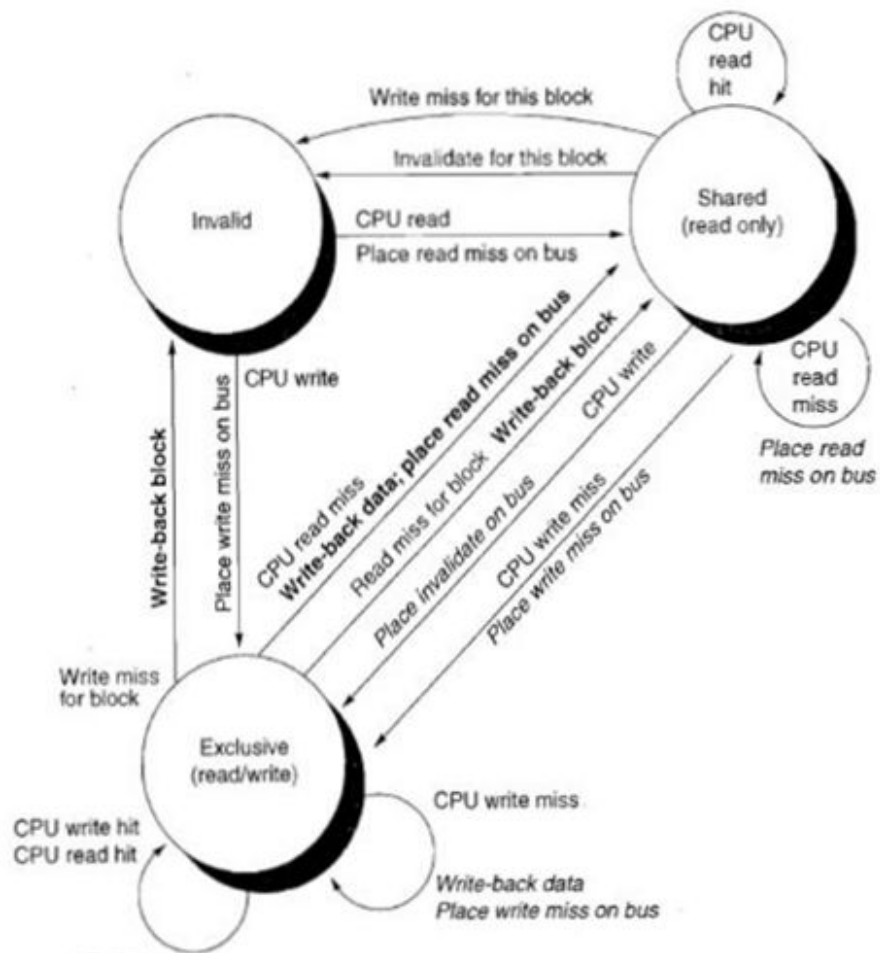 CPU
read
hit
Write miss for this block
Invalidate for this block
Invalid
Shared
(read only)
CPU read
Place read miss on bus
CPU write
Place write miss on bus
Write-back block
CPU read miss
Write-back data; place read miss on bus
Read miss for block Write-back block
CPU write
Place invalidate on bus
CPU write miss
Place write miss on bus
CPU
read
miss
Place read
miss on bus
Write miss
for block
Exclusive
(read/write)
CPU write hit
CPU read hit
CPU write miss
Write-back data
Place write miss on bus